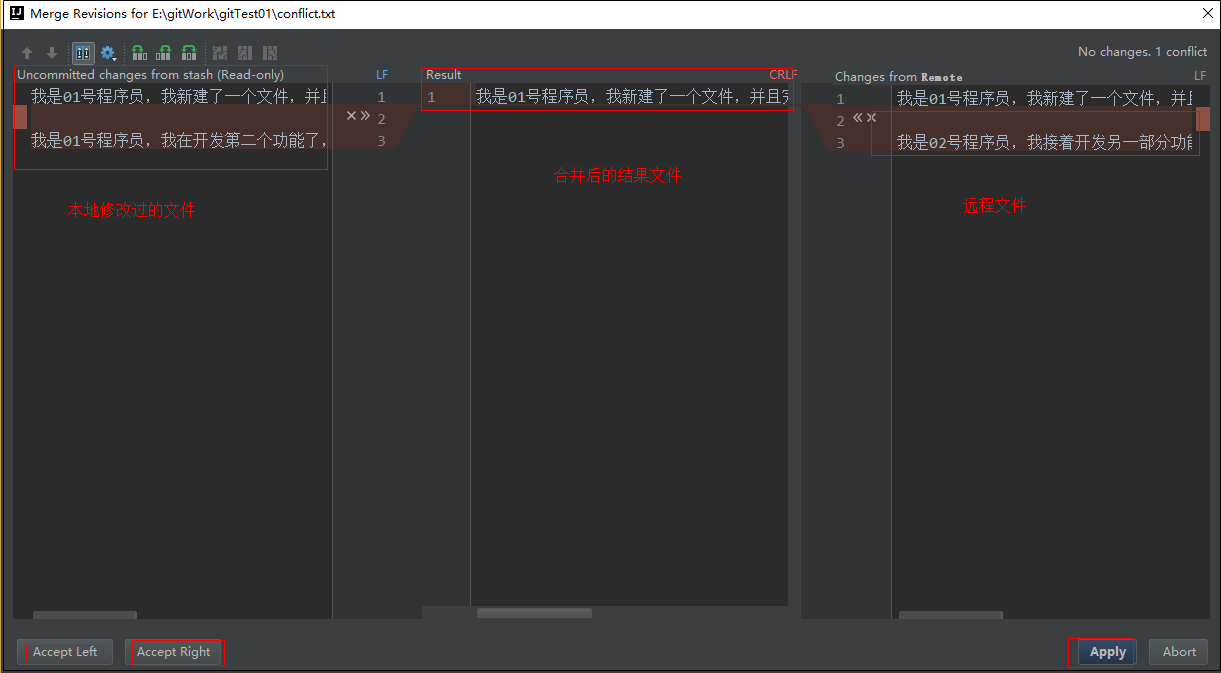 Merge Revisions for E:\gitWork\gitTest01\conflict.txt
No changes. 1 conflict
Uncommitted changes from stash (Read-only) LF
Result CRLF
Changes from Remote LF
1
2
3
我是01号程序员，我新建了一个文件，并且
我是01号程序员，我在开发第二个功能了，
1 我是01号程序员，我新建了一个文件，并且
1
2
3
我是01号程序员，我新建了一个文件，并且
我是02号程序员，我接着开发另一部分功能
本地修改过的文件
合并后的结果文件
远程文件
Accept Left
Accept Right
Apply
Abort